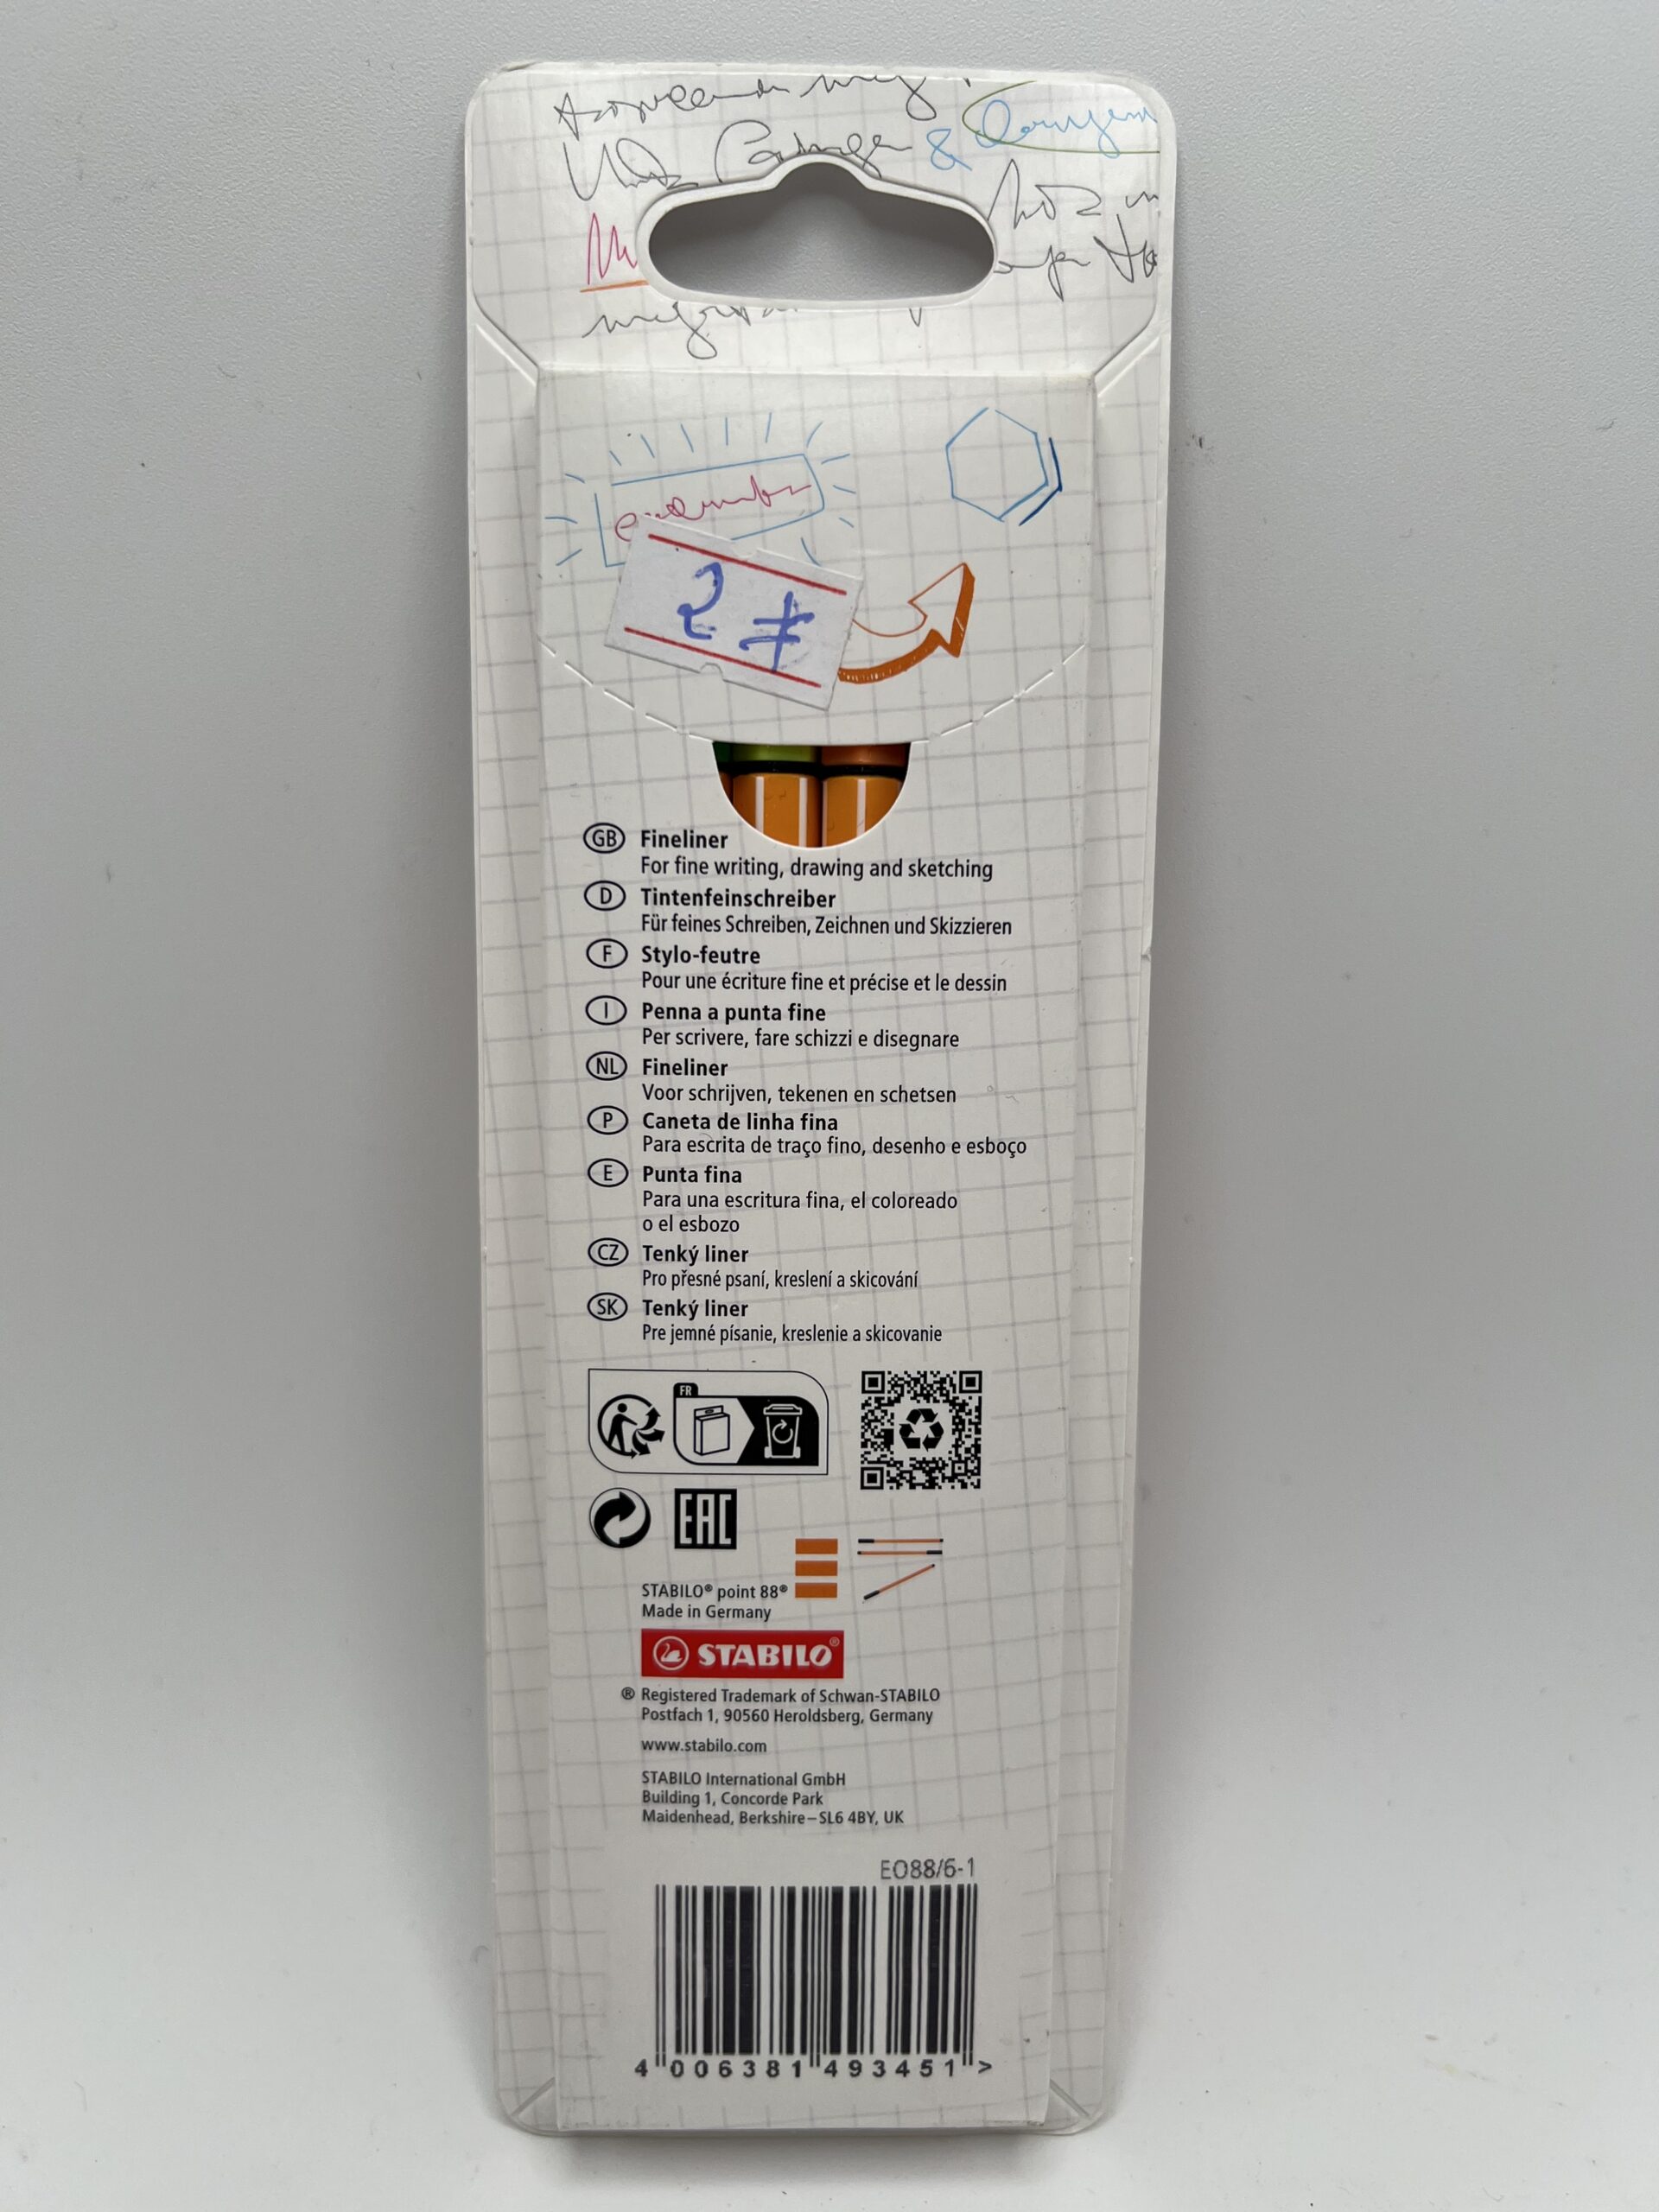 &
2 ≠
GB Fineliner
For fine writing, drawing and sketching
D Tintenfeinschreiber
Für feines Schreiben, Zeichnen und Skizzieren
F Stylo-feutre
Pour une écriture fine et précise et le dessin
I Penna a punta fine
Per scrivere, fare schizzi e disegnare
NL Fineliner
Voor schrijven, tekenen en schetsen
P Caneta de linha fina
Para escrita de traço fino, desenho e esboço
E Punta fina
Para una escritura fina, el coloreado
o el esbozo
CZ Tenký liner
Pro přesné psaní, kreslení a skicování
SK Tenký liner
Pre jemné písanie, kreslenie a skicovanie
FR
EAC
STABILO® point 88®
Made in Germany
STABILO®
® Registered Trademark of Schwan-STABILO
Postfach 1, 90560 Heroldsberg, Germany
www.stabilo.com
STABILO International GmbH
Building 1, Concorde Park
Maidenhead, Berkshire – SL6 4BY, UK
EO88/6-1
4 006381 493451 >